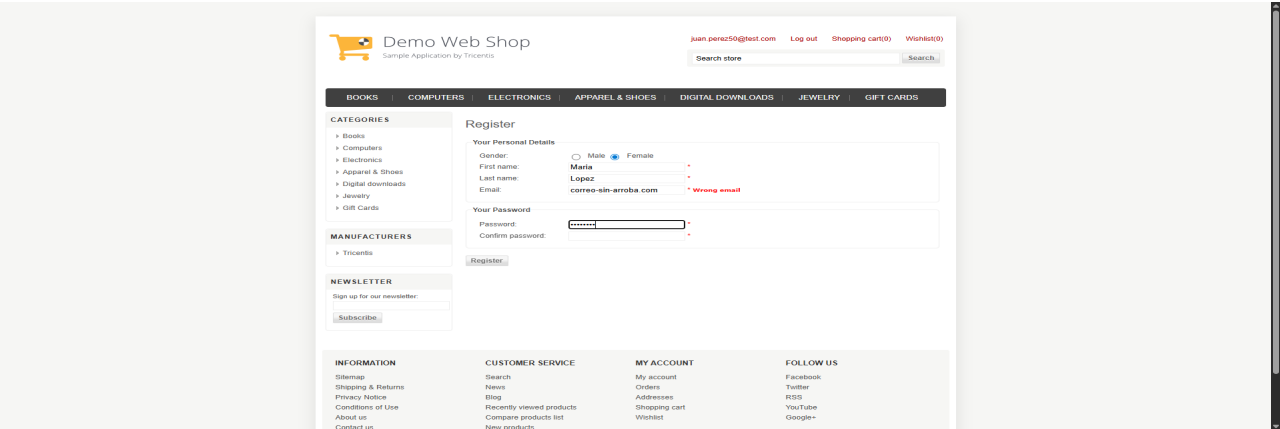 Demo Web Shop
Sample Application by Tricentis
juan.perez50@test.com Log out Shopping cart(0) Wishlist(0)
Search store Search
BOOKS COMPUTERS ELECTRONICS APPAREL & SHOES DIGITAL DOWNLOADS JEWELRY GIFT CARDS
CATEGORIES
Books
Computers
Electronics
Apparel & Shoes
Digital downloads
Jewelry
Gift Cards
MANUFACTURERS
Tricentis
NEWSLETTER
Sign up for our newsletter:
Subscribe
Register
Your Personal Details
Gender: Male Female
First name: Maria *
Last name: Lopez *
Email: correo-sin-arroba.com * Wrong email
Your Password
Password: •••••••• *
Confirm password: *
Register
INFORMATION
Sitemap
Shipping & Returns
Privacy Notice
Conditions of Use
About us
Contact us
CUSTOMER SERVICE
Search
News
Blog
Recently viewed products
Compare products list
New products
MY ACCOUNT
My account
Orders
Addresses
Shopping cart
Wishlist
FOLLOW US
Facebook
Twitter
RSS
YouTube
Google+